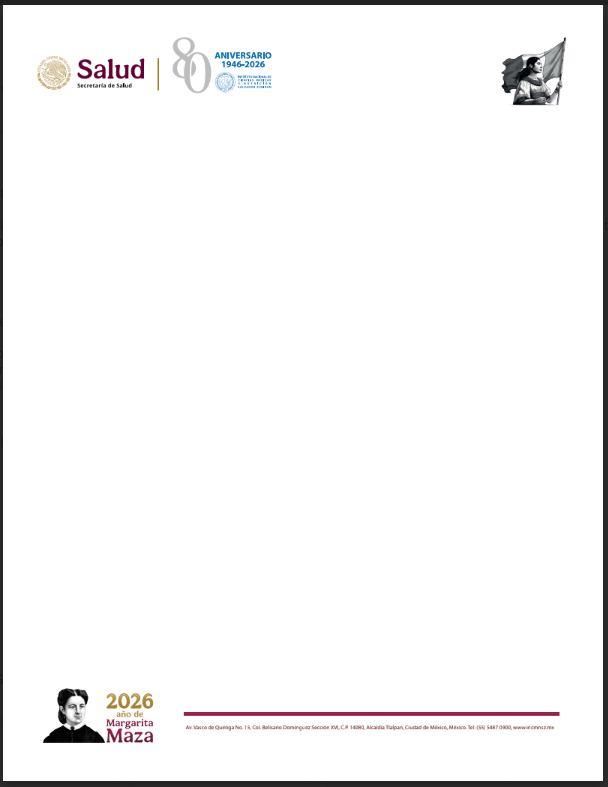 Salud
Secretaría de Salud
80
ANIVERSARIO
1946-2026
INSTITUTO NACIONAL DE
CIENCIAS MÉDICAS
Y NUTRICIÓN
SALVADOR ZUBIRÁN
2026
año de
Margarita
Maza
Av. Vasco de Quiroga No. 15, Col. Belisario Domínguez Sección XVI, C.P. 14080, Alcaldía Tlalpan, Ciudad de México, México. Tel: (55) 5487 0900, www.incmnsz.mx